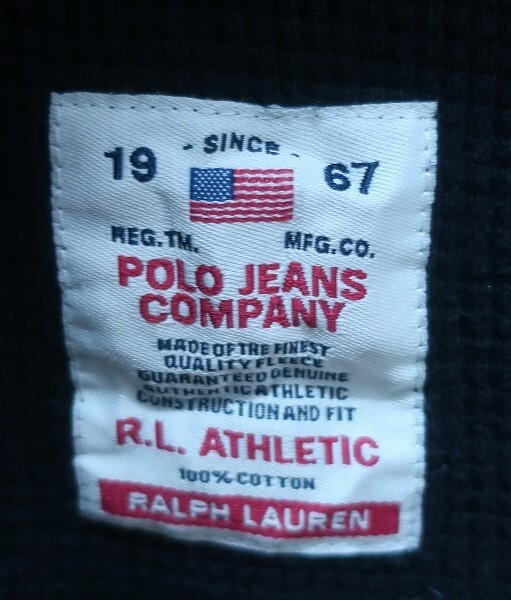 - SINCE -
19 67
REG.TM. MFG.CO.
POLO JEANS
COMPANY
MADE OF THE FINEST
QUALITY FLEECE
GUARANTEED GENUINE
AUTHENTIC ATHLETIC
CONSTRUCTION AND FIT
R.L. ATHLETIC
100% COTTON
RALPH LAUREN